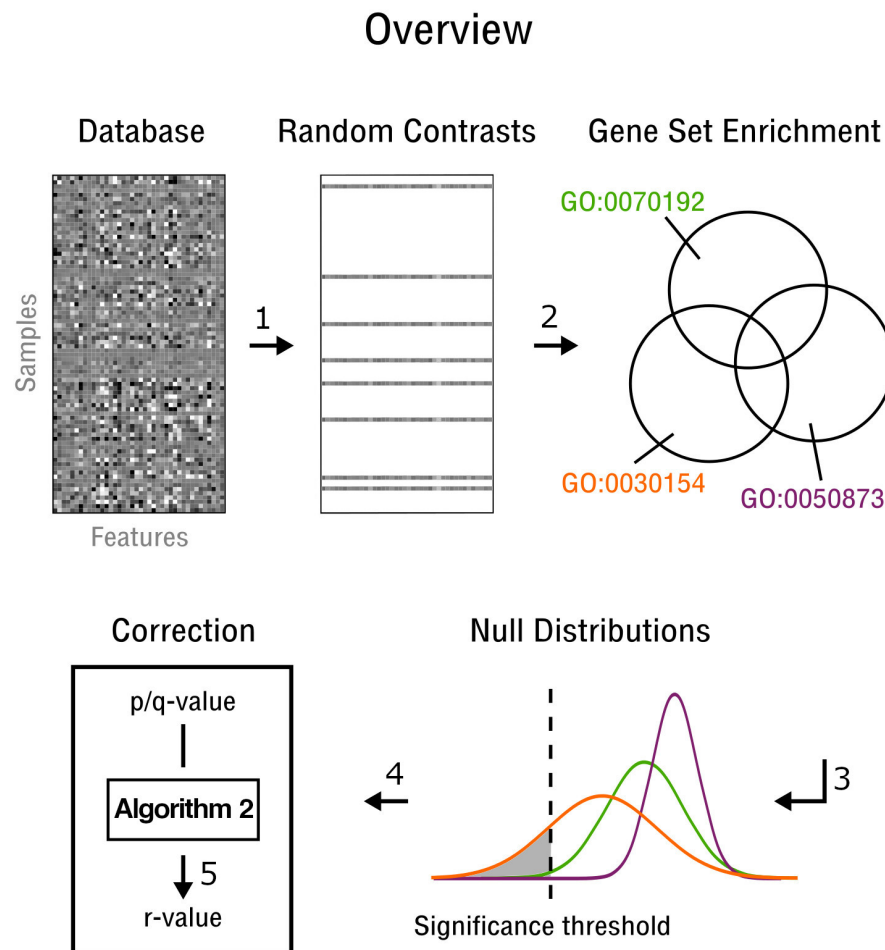 Overview
Database
Random Contrasts
Gene Set Enrichment
Samples
Features
1
2
GO:0070192
GO:0030154
GO:0050873
Correction
Null Distributions
p/q-value
Algorithm 2
5
r-value
4
3
Significance threshold